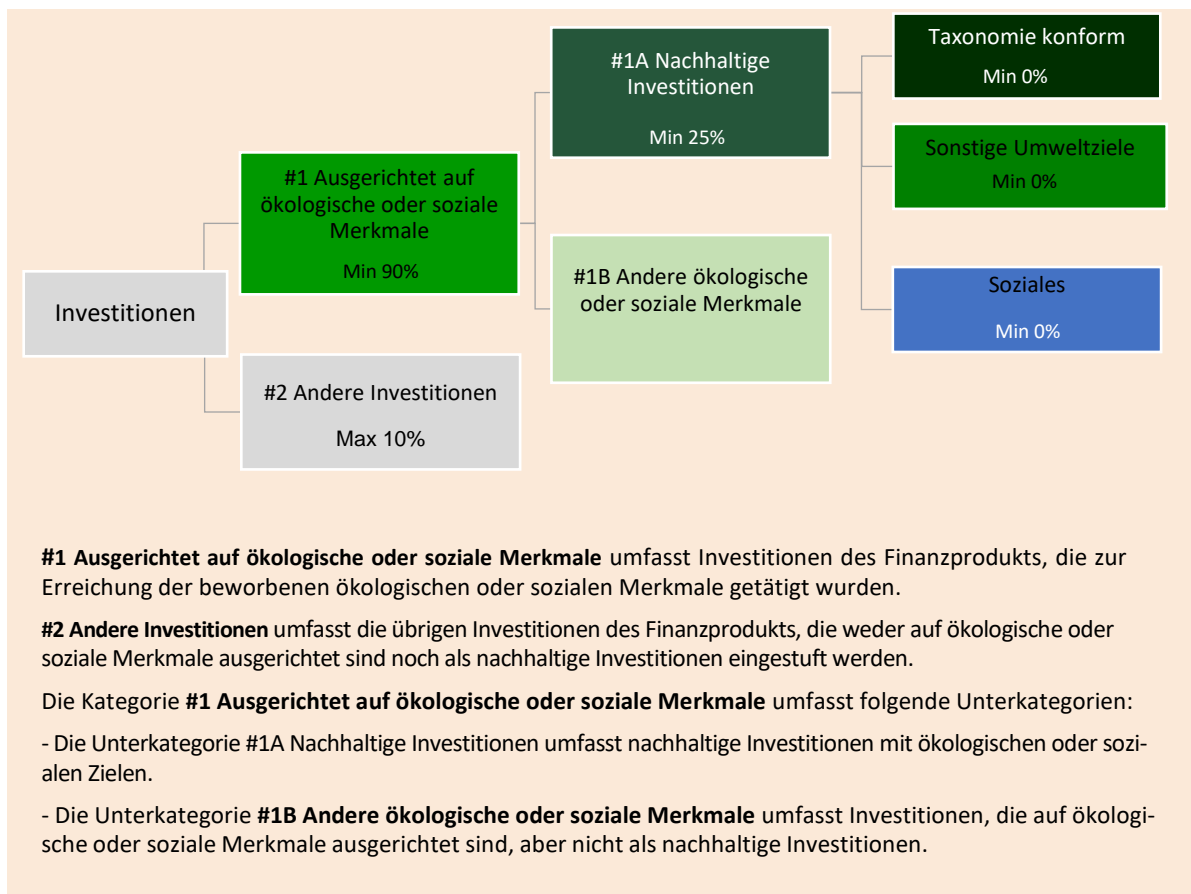 Investitionen
#1 Ausgerichtet auf
ökologische oder soziale
Merkmale
Min 90%
#2 Andere Investitionen
Max 10%
#1A Nachhaltige
Investitionen
Min 25%
#1B Andere ökologische
oder soziale Merkmale
Taxonomie konform
Min 0%
Sonstige Umweltziele
Min 0%
Soziales
Min 0%
#1 Ausgerichtet auf ökologische oder soziale Merkmale umfasst Investitionen des Finanzprodukts, die zur
Erreichung der beworbenen ökologischen oder sozialen Merkmale getätigt wurden.
#2 Andere Investitionen umfasst die übrigen Investitionen des Finanzprodukts, die weder auf ökologische oder
soziale Merkmale ausgerichtet sind noch als nachhaltige Investitionen eingestuft werden.
Die Kategorie #1 Ausgerichtet auf ökologische oder soziale Merkmale umfasst folgende Unterkategorien:
- Die Unterkategorie #1A Nachhaltige Investitionen umfasst nachhaltige Investitionen mit ökologischen oder sozi-
alen Zielen.
- Die Unterkategorie #1B Andere ökologische oder soziale Merkmale umfasst Investitionen, die auf ökologi-
sche oder soziale Merkmale ausgerichtet sind, aber nicht als nachhaltige Investitionen.